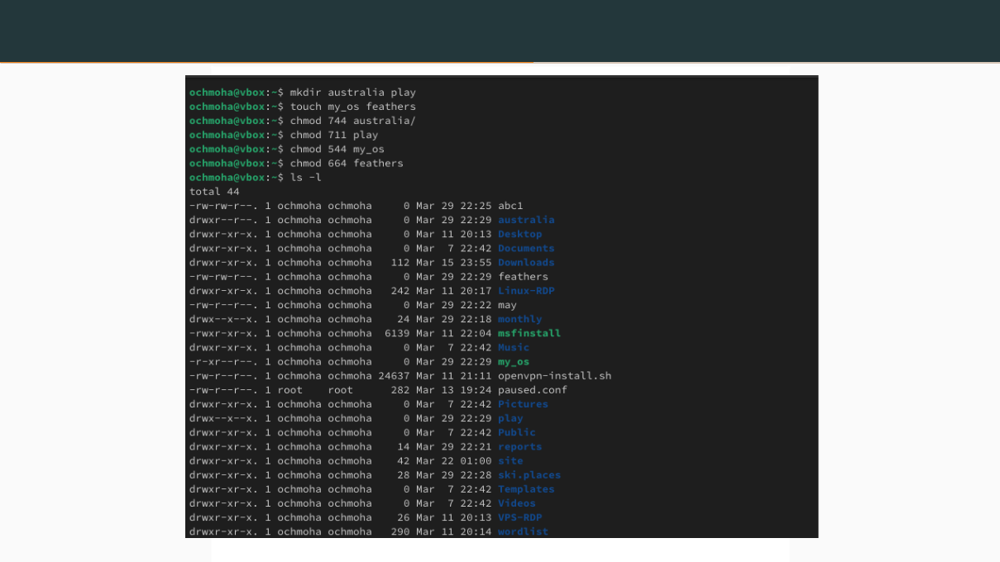 ochmoha@vbox:~$ mkdir australia play
ochmoha@vbox:~$ touch my_os feathers
ochmoha@vbox:~$ chmod 744 australia/
ochmoha@vbox:~$ chmod 711 play
ochmoha@vbox:~$ chmod 544 my_os
ochmoha@vbox:~$ chmod 664 feathers
ochmoha@vbox:~$ ls -l
total 44
-rw-rw-r--. 1 ochmoha ochmoha     0 Mar 29 22:25 abc1
drwxr--r--. 1 ochmoha ochmoha     0 Mar 29 22:29 australia
drwxr-xr-x. 1 ochmoha ochmoha     0 Mar 11 20:13 Desktop
drwxr-xr-x. 1 ochmoha ochmoha     0 Mar  7 22:42 Documents
drwxr-xr-x. 1 ochmoha ochmoha   112 Mar 15 23:55 Downloads
-rw-rw-r--. 1 ochmoha ochmoha     0 Mar 29 22:29 feathers
drwxr-xr-x. 1 ochmoha ochmoha   242 Mar 11 20:17 Linux-RDP
-rw-r--r--. 1 ochmoha ochmoha     0 Mar 29 22:22 may
drwx--x--x. 1 ochmoha ochmoha    24 Mar 29 22:18 monthly
-rwxr-xr-x. 1 ochmoha ochmoha  6139 Mar 11 22:04 msfinstall
drwxr-xr-x. 1 ochmoha ochmoha     0 Mar  7 22:42 Music
-r-xr--r--. 1 ochmoha ochmoha     0 Mar 29 22:29 my_os
-rw-r--r--. 1 ochmoha ochmoha 24637 Mar 11 21:11 openvpn-install.sh
-rw-r--r--. 1 root    root      282 Mar 13 19:24 paused.conf
drwxr-xr-x. 1 ochmoha ochmoha     0 Mar  7 22:42 Pictures
drwx--x--x. 1 ochmoha ochmoha     0 Mar 29 22:29 play
drwxr-xr-x. 1 ochmoha ochmoha     0 Mar  7 22:42 Public
drwxr-xr-x. 1 ochmoha ochmoha    14 Mar 29 22:21 reports
drwxr-xr-x. 1 ochmoha ochmoha    42 Mar 22 01:00 site
drwxr-xr-x. 1 ochmoha ochmoha    28 Mar 29 22:28 ski.places
drwxr-xr-x. 1 ochmoha ochmoha     0 Mar  7 22:42 Templates
drwxr-xr-x. 1 ochmoha ochmoha     0 Mar  7 22:42 Videos
drwxr-xr-x. 1 ochmoha ochmoha    26 Mar 11 20:13 VPS-RDP
drwxr-xr-x. 1 ochmoha ochmoha   290 Mar 11 20:14 wordlist